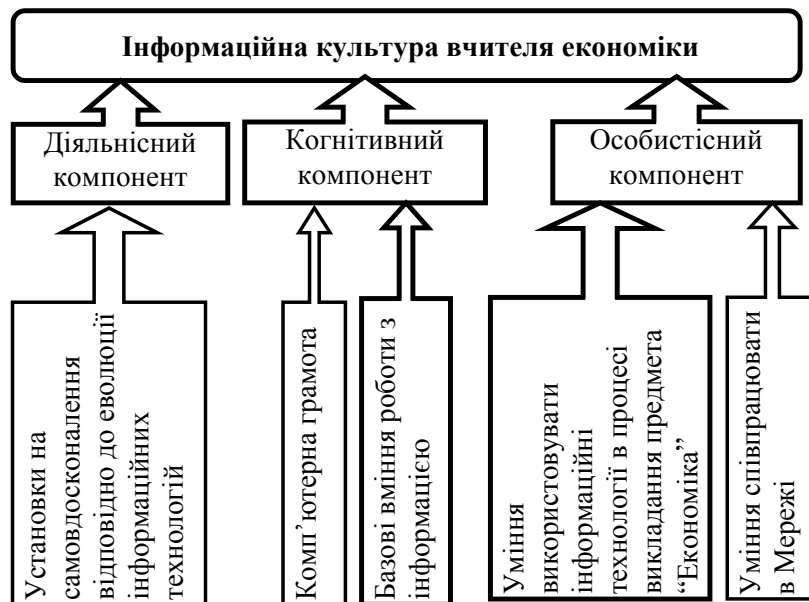 Інформаційна культура вчителя економіки
Діяльнісний
компонент
Когнітивний
компонент
Особистісний
компонент
Установки на
самовдосконалення
відповідно до еволюції
інформаційних
технологій
Комп’ютерна грамота
Базові вміння роботи з
інформацією
Уміння
використовувати
інформаційні
технології в процесі
викладання предмета
“Економіка”
Уміння співпрацювати
в Мережі